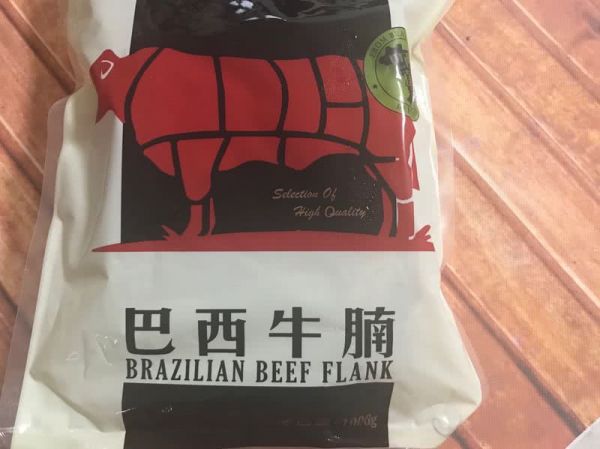 Selection Of
High Quality
巴西牛腩
BRAZILIAN BEEF FLANK